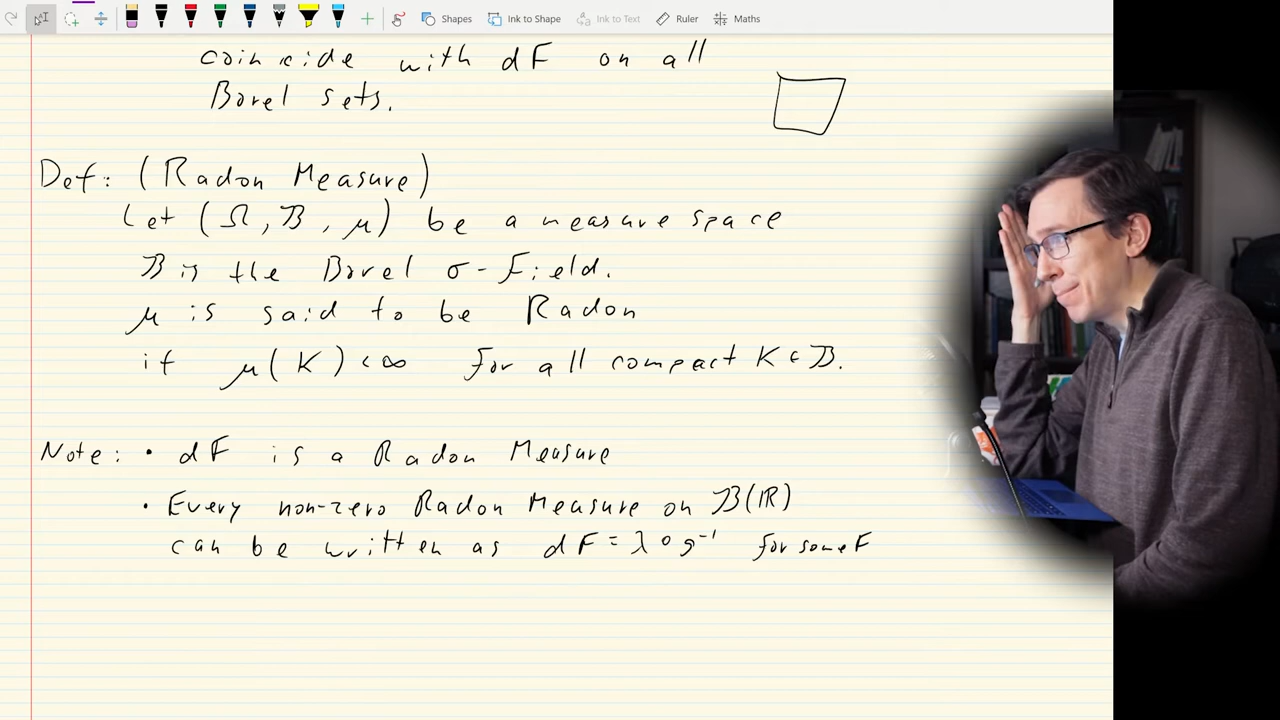 Shapes Ink to Shape Ink to Text Ruler Maths
coincide with dF on all
Borel sets.
Def: (Radon Measure)
Let (Ω, ℬ, μ) be a measure space
ℬ is the Borel σ-Field.
μ is said to be Radon
if μ(K) < ∞ for all compact K ∈ ℬ.
Note: • dF is a Radon Measure
• Every non-zero Radon Measure on ℬ(ℝ)
can be written as dF = λ ∘ g⁻¹ for some F